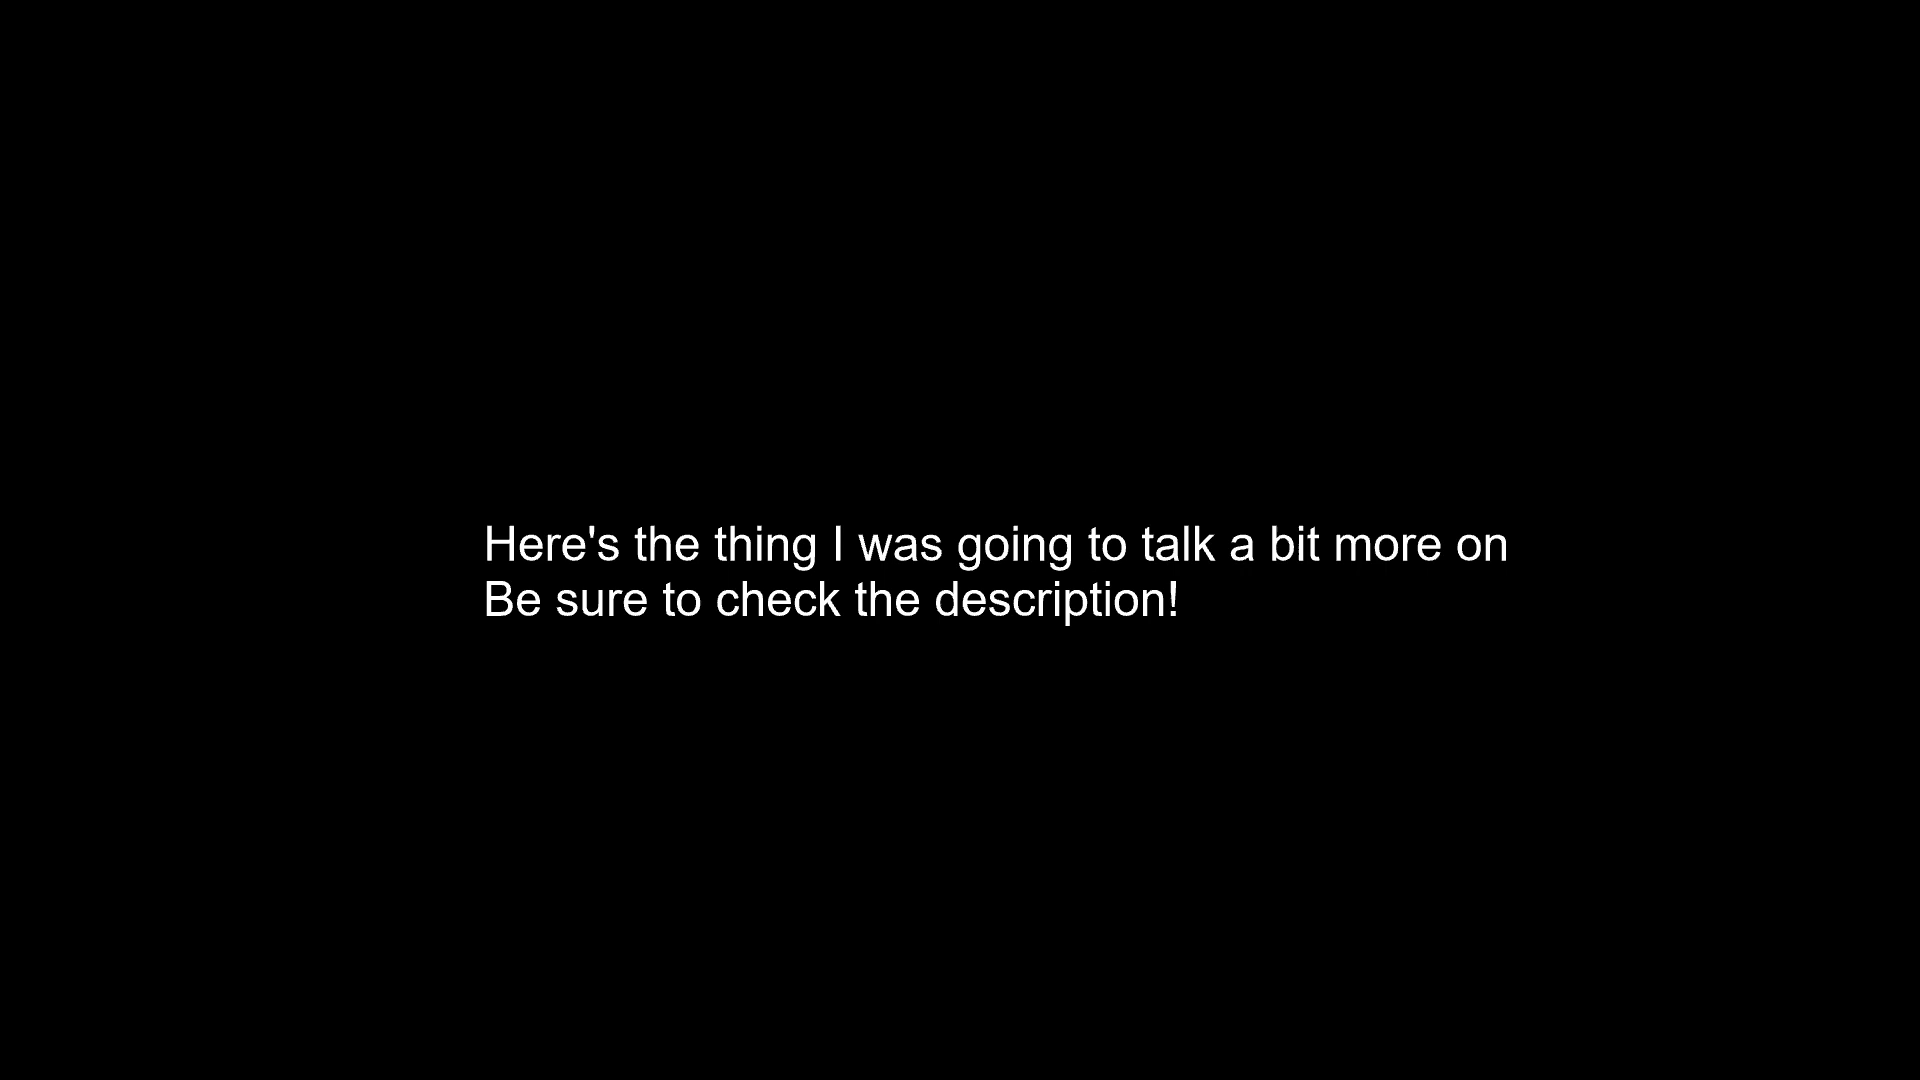 Here's the thing I was going to talk a bit more on
Be sure to check the description!